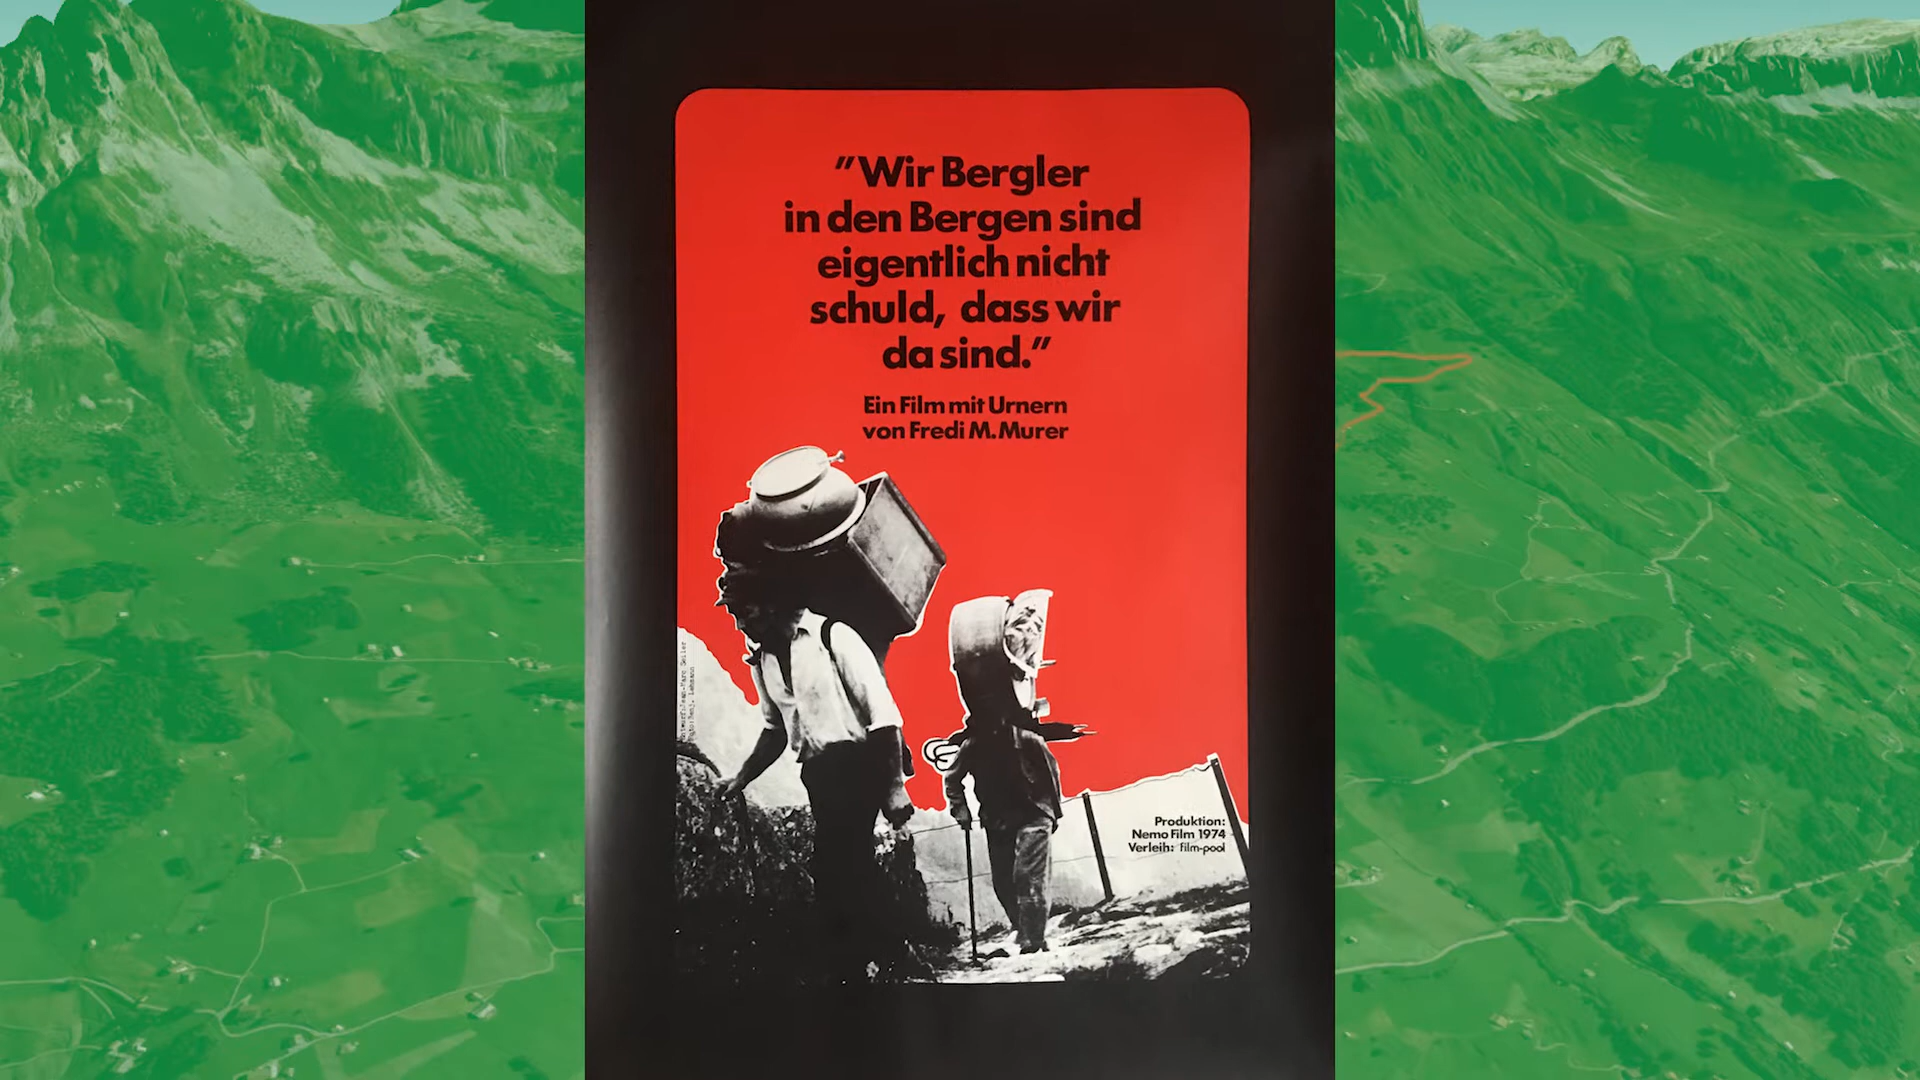 "Wir Bergler
in den Bergen sind
eigentlich nicht
schuld, dass wir
da sind."
Ein Film mit Urnern
von Fredi M. Murer
Produktion:
Nemo Film 1974
Verleih: film-pool